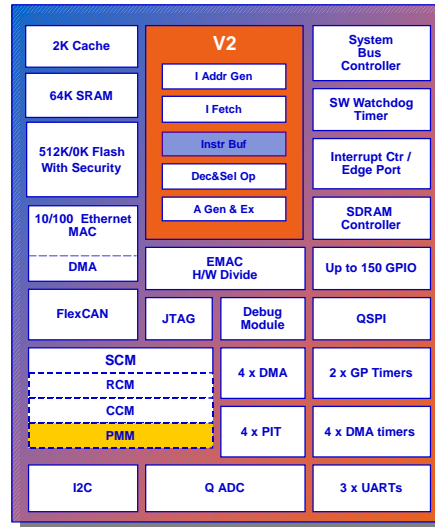 2K Cache
64K SRAM
512K/0K Flash
With Security
10/100 Ethernet
MAC
DMA
FlexCAN
V2
I Addr Gen
I Fetch
Instr Buf
Dec&Sel Op
A Gen & Ex
EMAC
H/W Divide
JTAG
Debug
Module
System
Bus
Controller
SW Watchdog
Timer
Interrupt Ctr /
Edge Port
SDRAM
Controller
Up to 150 GPIO
QSPI
SCM
RCM
CCM
PMM
4 x DMA
4 x PIT
2 x GP Timers
4 x DMA timers
I2C
Q ADC
3 x UARTs